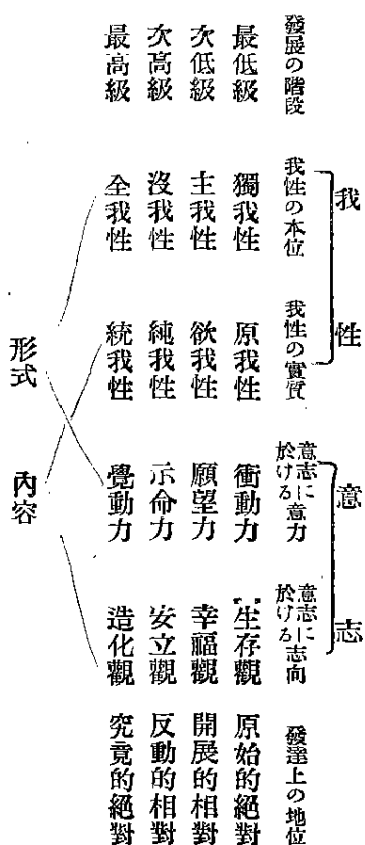 我性
意志
發展の階段
我性の本位
我性の實質
意志に於ける意力
意志に於ける志向
發達上の地位
最低級 獨我性 原我性 衝動力 生存觀 原始的絕對
次低級 主我性 欲我性 願望力 幸福觀 開展的相對
次高級 沒我性 純我性 示命力 安立觀 反動的相對
最高級 全我性 統我性 覺動力 造化觀 究竟的絕對
形式
內容